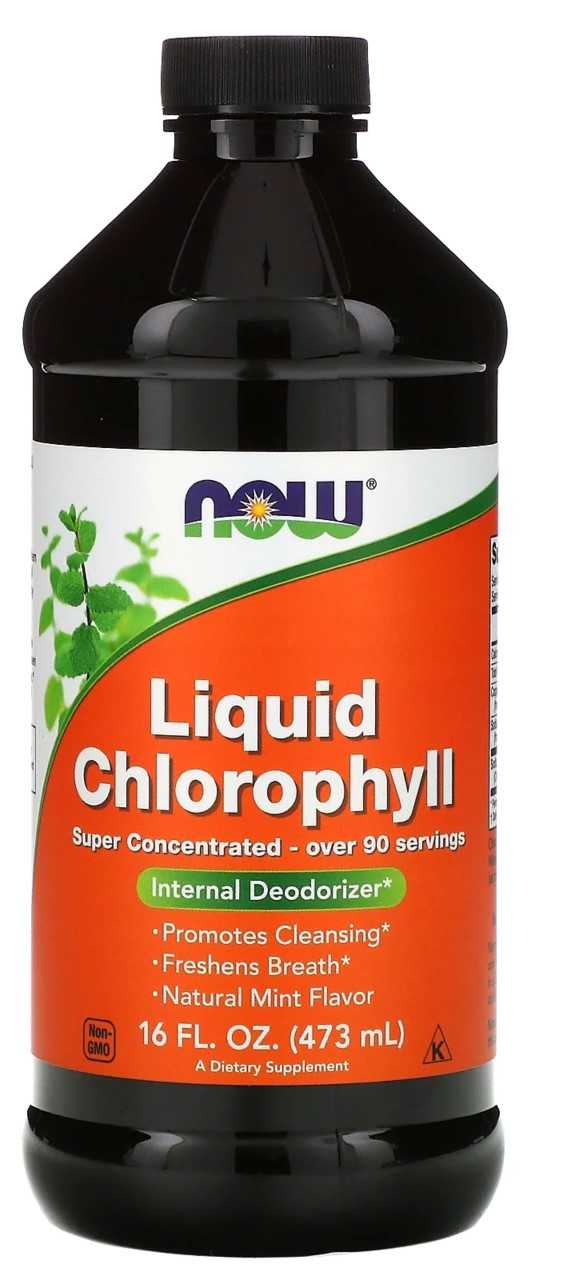 now®
Liquid
Chlorophyll
Super Concentrated - over 90 servings
Internal Deodorizer*
•Promotes Cleansing*
•Freshens Breath*
•Natural Mint Flavor
Non-
GMO
16 FL. OZ. (473 mL)
K
A Dietary Supplement